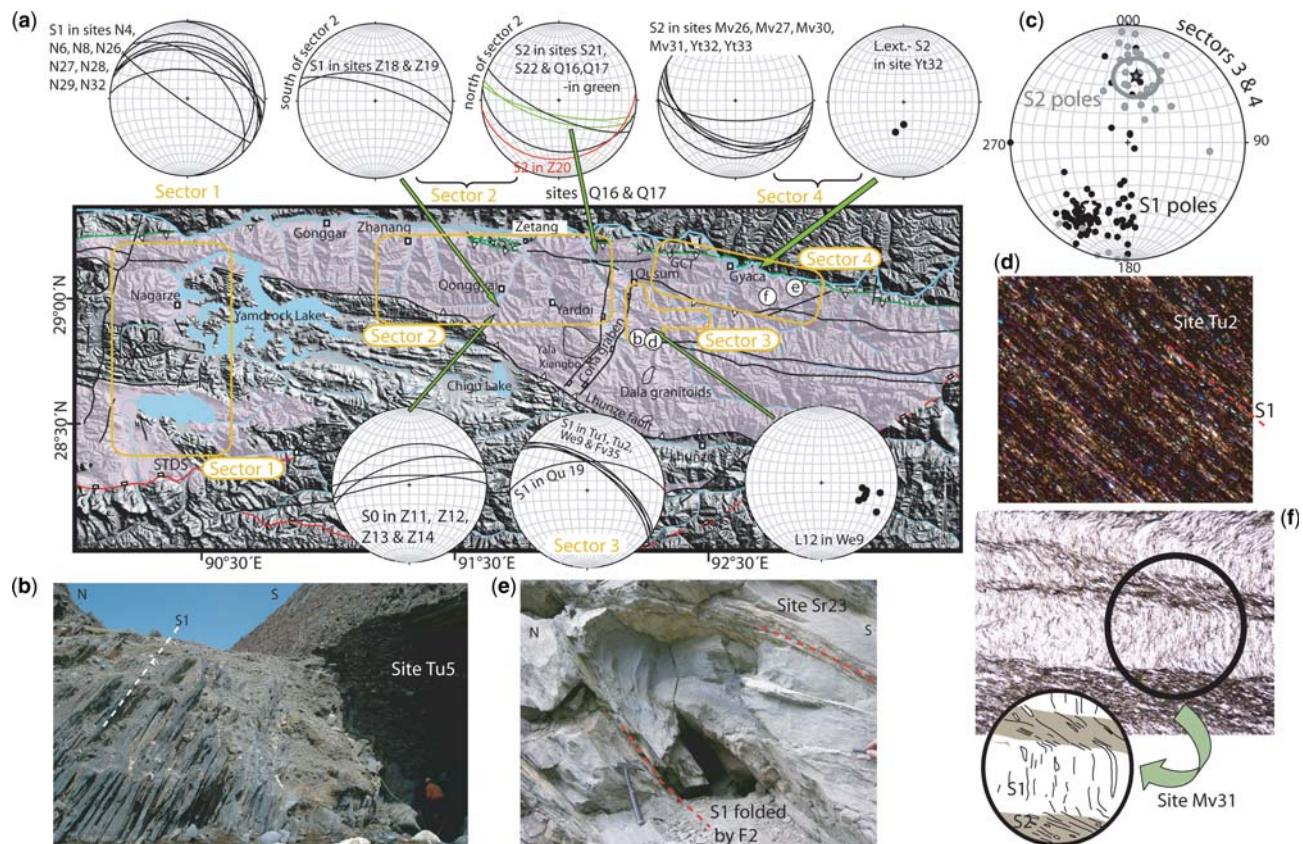 (a)
S1 in sites N4,
N6, N8, N26,
N27, N28,
N29, N32
Sector 1
south of sector 2
S1 in sites Z18 & Z19
north of sector 2
S2 in sites S21,
S22 & Q16,Q17
-in green
S2 in Z20
Sector 2
sites Q16 & Q17
S2 in sites Mv26, Mv27, Mv30,
Mv31, Yt32, Yt33
L.ext.- S2
in site Yt32
Sector 4
(c)
000
sectors 3 & 4
S2 poles
270
90
S1 poles
180
29°00´N
28°30´N
Gonggar
Zhanang
Zetang
Nagarze
Yamdrock Lake
Qonggyai
Yardoi
Qusum
GCT
Gyaca
Sector 4
f
e
Sector 2
Sector 3
b
d
Yala
Xiangbo
Cona graben
Chigu Lake
Dala granitoids
Lhunze fault
Lhunze
STDS
Sector 1
S0 in Z11, Z12,
Z13 & Z14
S1 in Tu1, Tu2,
We9 & Fv35
S1 in Qu 19
Sector 3
L12 in We9
90°30´E
91°30´E
92°30´E
(d)
Site Tu2
S1
(b)
N
S
S1
Site Tu5
(e)
Site Sr23
N
S
S1 folded
by F2
(f)
S1
S2
Site Mv31